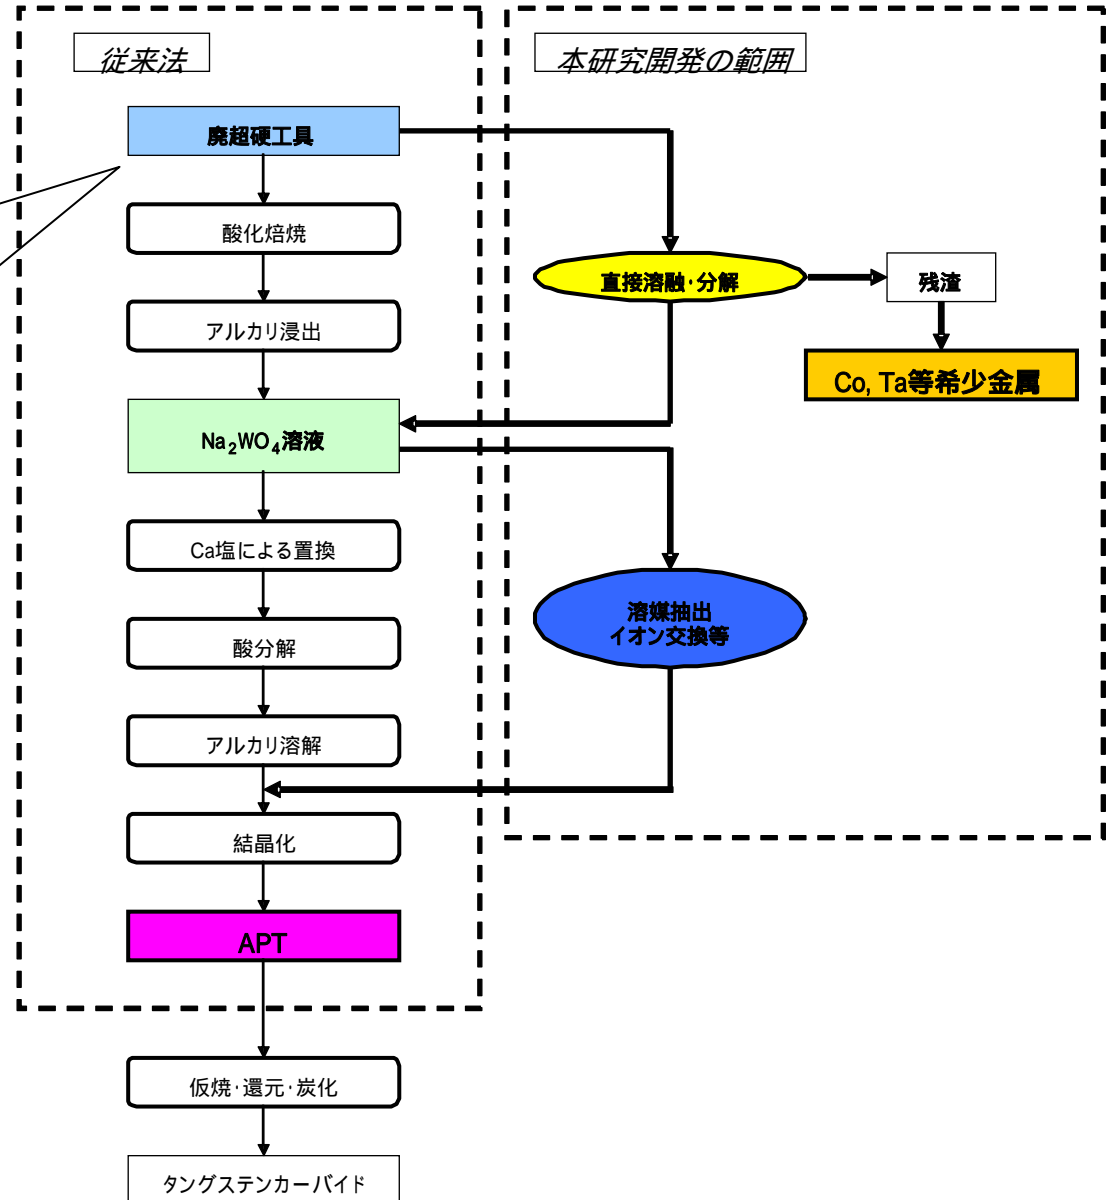 従来法
本研究開発の範囲
廃超硬工具
酸化焙焼
直接溶融・分解
残渣
アルカリ浸出
Co, Ta等希少金属
Na₂WO₄溶液
Ca塩による置換
溶媒抽出
イオン交換等
酸分解
アルカリ溶解
結晶化
APT
仮焼・還元・炭化
タングステンカーバイド